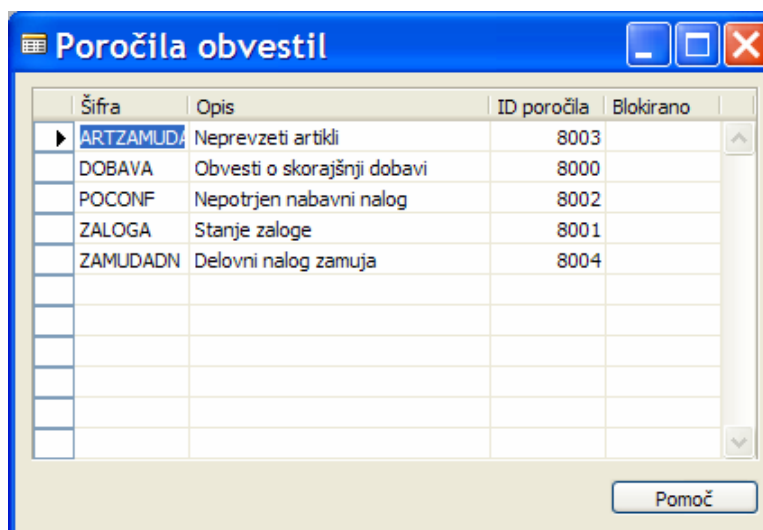 Poročila obvestil
Šifra Opis ID poročila Blokirano
ARTZAMUDA Neprevzeti artikli 8003
DOBAVA Obvesti o skorajšnji dobavi 8000
POCONF Nepotrjen nabavni nalog 8002
ZALOGA Stanje zaloge 8001
ZAMUDADN Delovni nalog zamuja 8004
Pomoč